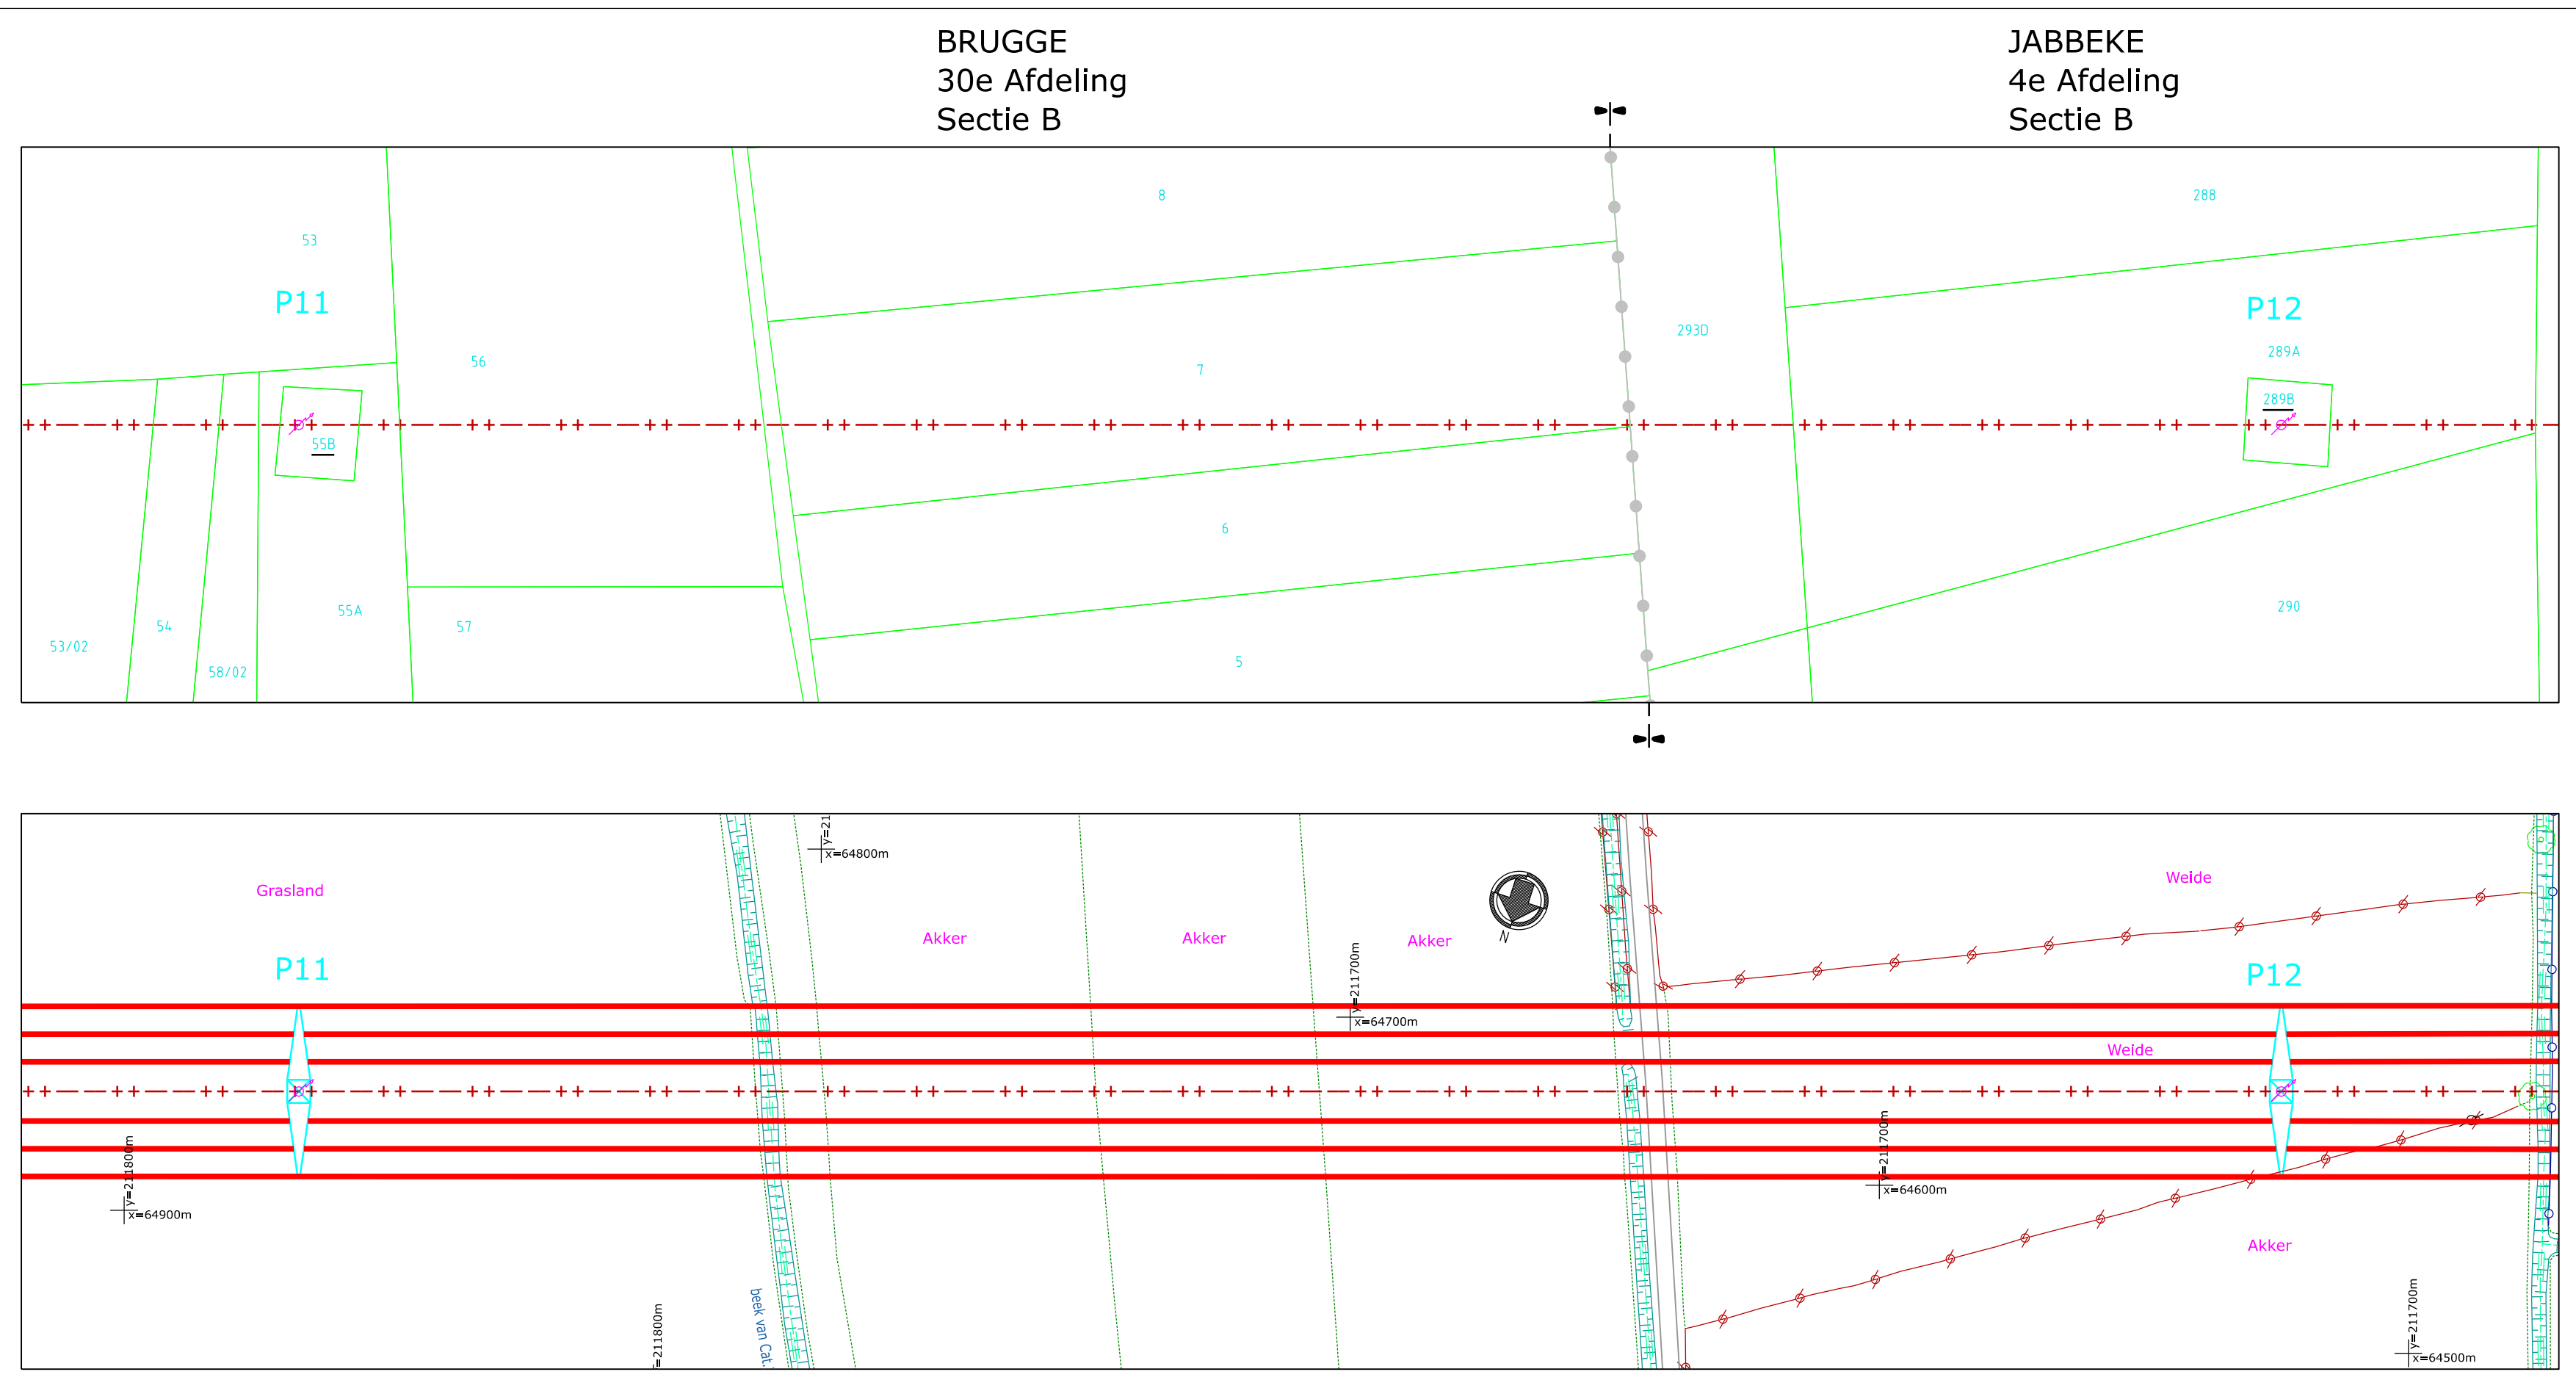 BRUGGE
30e Afdeling
Sectie B
JABBEKE
4e Afdeling
Sectie B
8
288
53
P11
P12
293D
289A
56
7
289B
55B
6
55A
54
57
290
53/02
58/02
5
y=21
x=64800m
Grasland
Weide
Akker
Akker
Akker
N
P11
P12
y=211700m
x=64700m
Weide
y=211800m
x=64900m
y=211700m
x=64600m
Akker
beek van Cat.
=211800m
y=211700m
x=64500m